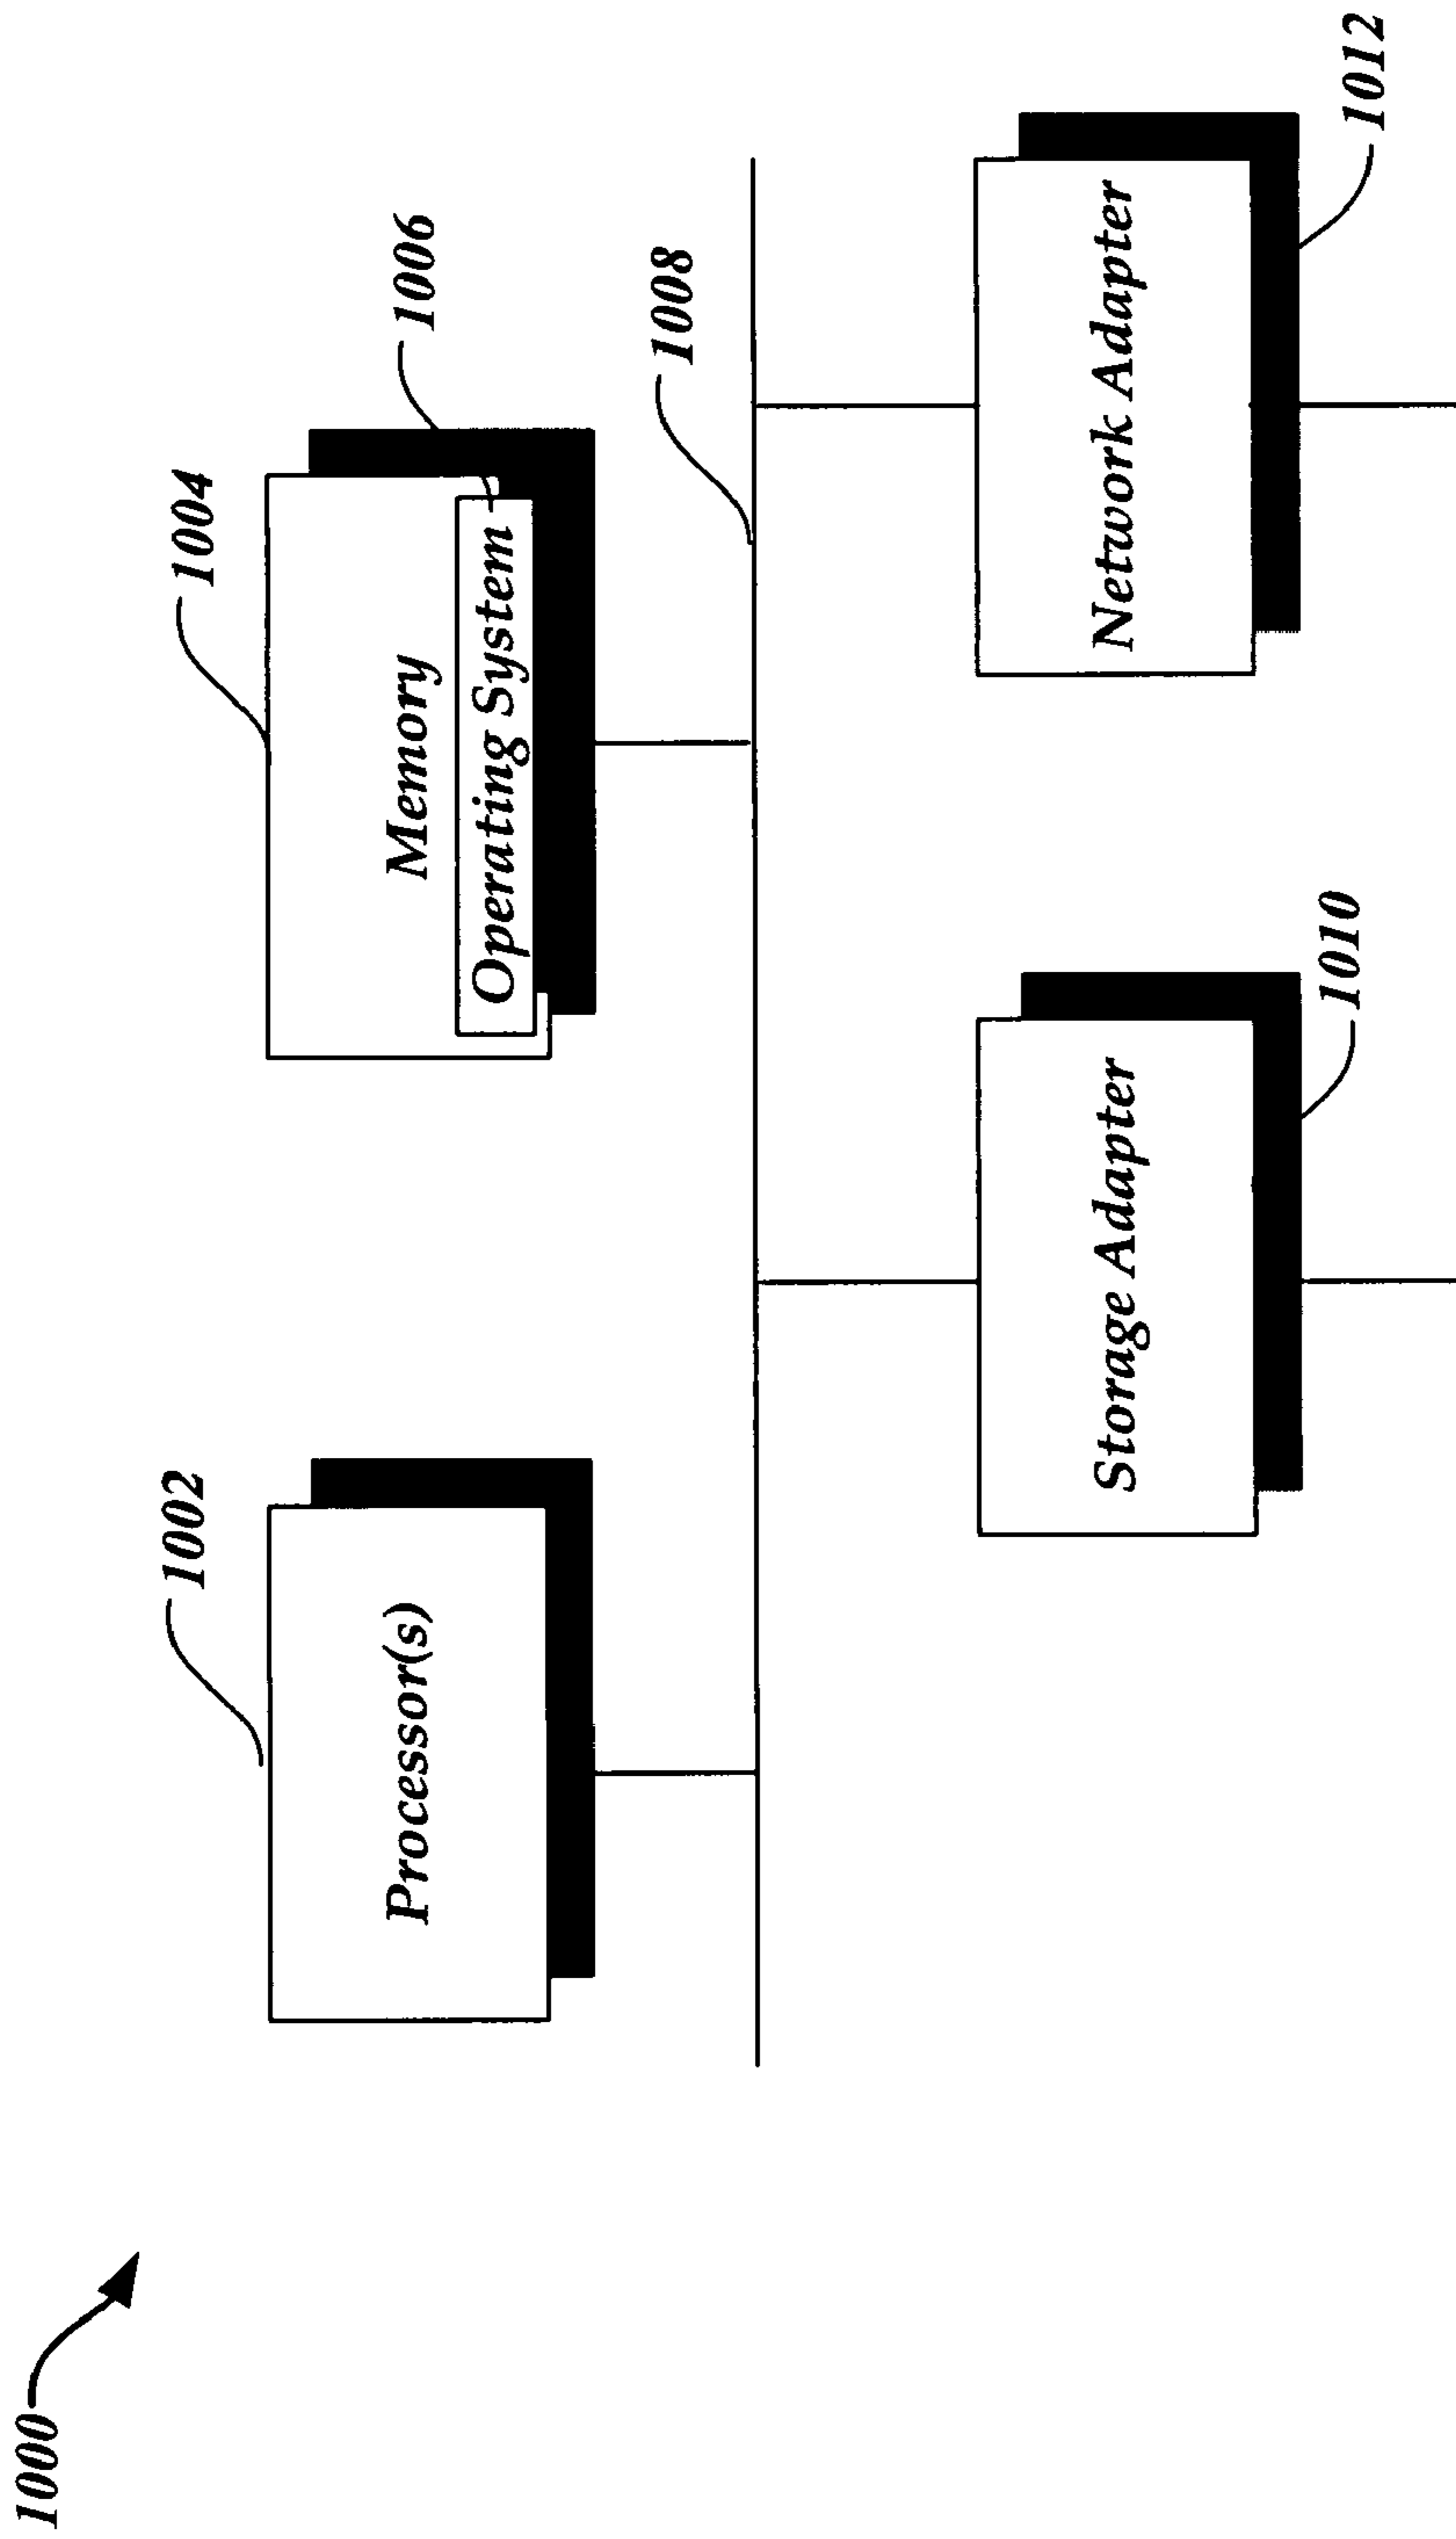 1000
1002
Processor(s)
1004
Memory
Operating System
1006
1008
Storage Adapter
1010
Network Adapter
1012